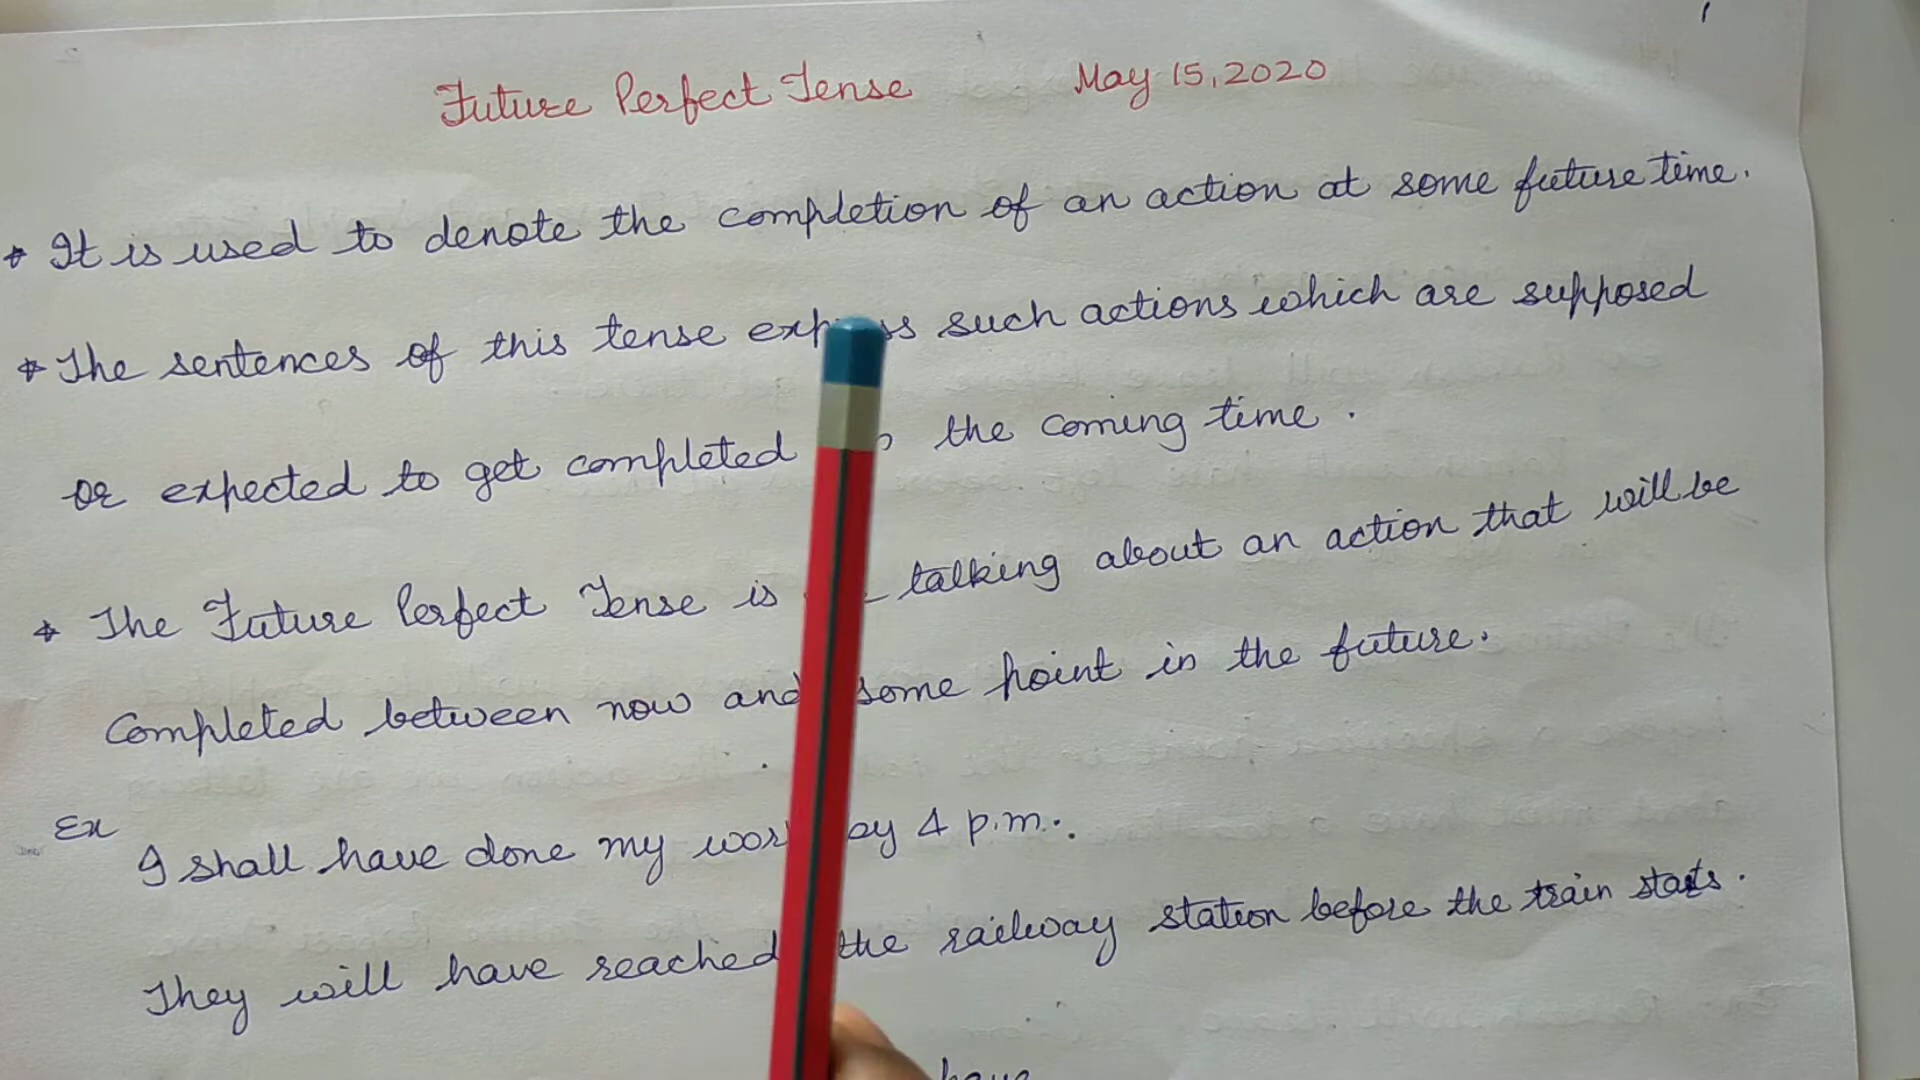 Future Perfect Tense May 15, 2020
* It is used to denote the completion of an action at some future time.
* The sentences of this tense express such actions which are supposed
or expected to get completed the coming time.
* The Future Perfect Tense is talking about an action that will be
Completed between now and some point in the future.
Ex
I shall have done my work by 4 p.m.
They will have reached the railway station before the train starts.
have